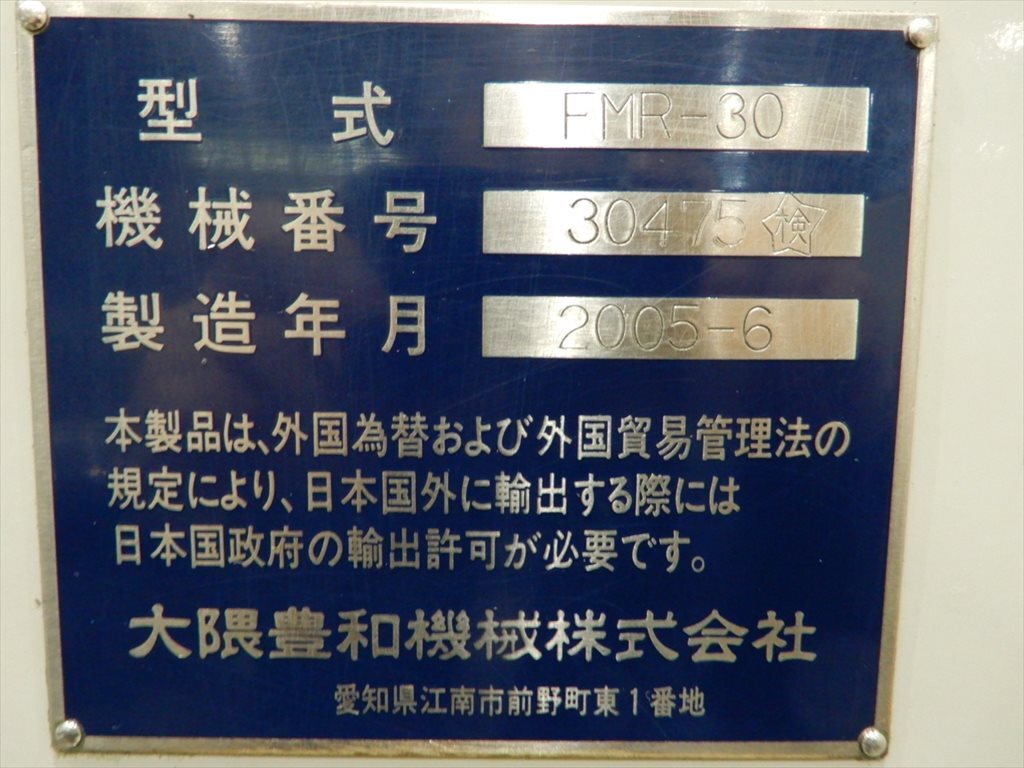 型式 FMR-30
機械番号 30475 検
製造年月 2005-6
本製品は、外国為替および外国貿易管理法の
規定により、日本国外に輸出する際には
日本国政府の輸出許可が必要です。
大隈豊和機械株式会社
愛知県江南市前野町東1番地